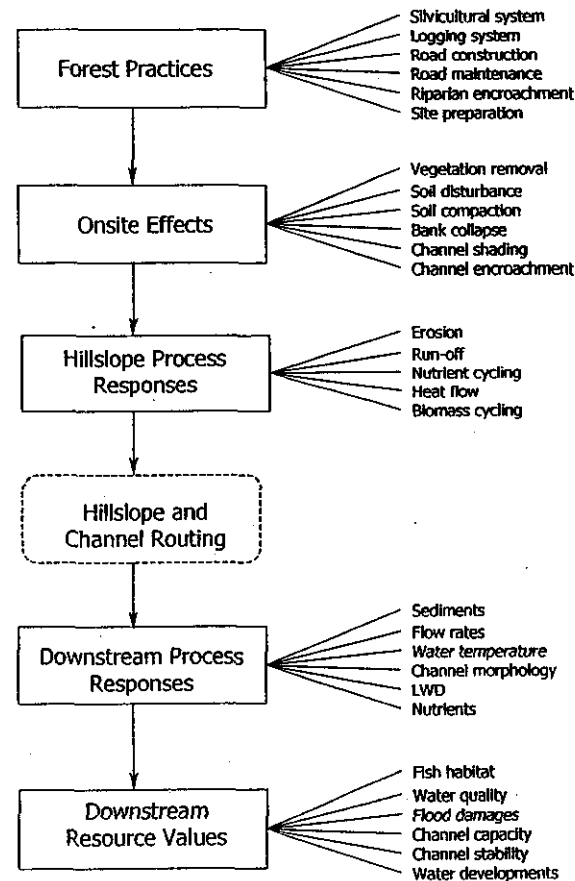 Forest Practices
Silvicultural system
Logging system
Road construction
Road maintenance
Riparian encroachment
Site preparation
Onsite Effects
Vegetation removal
Soil disturbance
Soil compaction
Bank collapse
Channel shading
Channel encroachment
Hillslope Process
Responses
Erosion
Run-off
Nutrient cycling
Heat flow
Biomass cycling
Hillslope and
Channel Routing
Downstream Process
Responses
Sediments
Flow rates
Water temperature
Channel morphology
LWD
Nutrients
Downstream
Resource Values
Fish habitat
Water quality
Flood damages
Channel capacity
Channel stability
Water developments